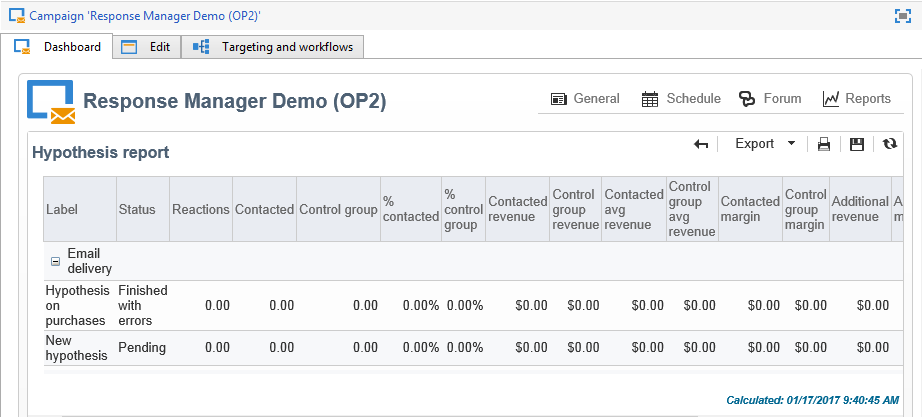 Campaign 'Response Manager Demo (OP2)'
Dashboard Edit Targeting and workflows
Response Manager Demo (OP2) General Schedule Forum Reports
Hypothesis report Export
Label Status Reactions Contacted Control group % contacted % control group Contacted revenue Control group revenue Contacted avg revenue Control group avg revenue Contacted margin Control group margin Additional revenue A m
Email delivery
Hypothesis on purchases Finished with errors 0.00 0.00 0.00 0.00% 0.00% $0.00 $0.00 $0.00 $0.00 $0.00 $0.00 $0.00
New hypothesis Pending 0.00 0.00 0.00 0.00% 0.00% $0.00 $0.00 $0.00 $0.00 $0.00 $0.00 $0.00
Calculated: 01/17/2017 9:40:45 AM